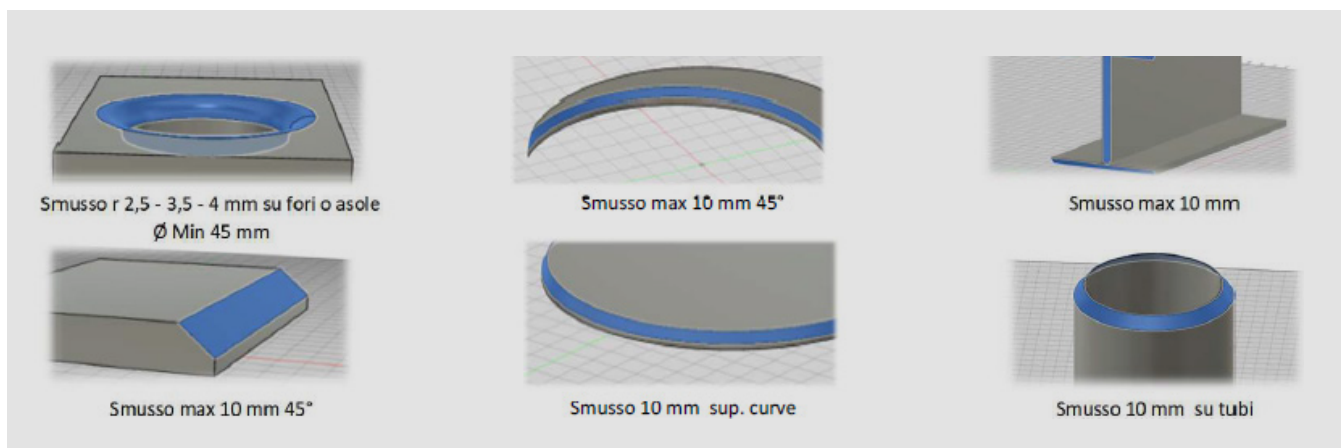 Smusso r 2,5 - 3,5 - 4 mm su fori o asole
Ø Min 45 mm
Smusso max 10 mm 45°
Smusso max 10 mm
Smusso max 10 mm 45°
Smusso 10 mm sup. curve
Smusso 10 mm su tubi